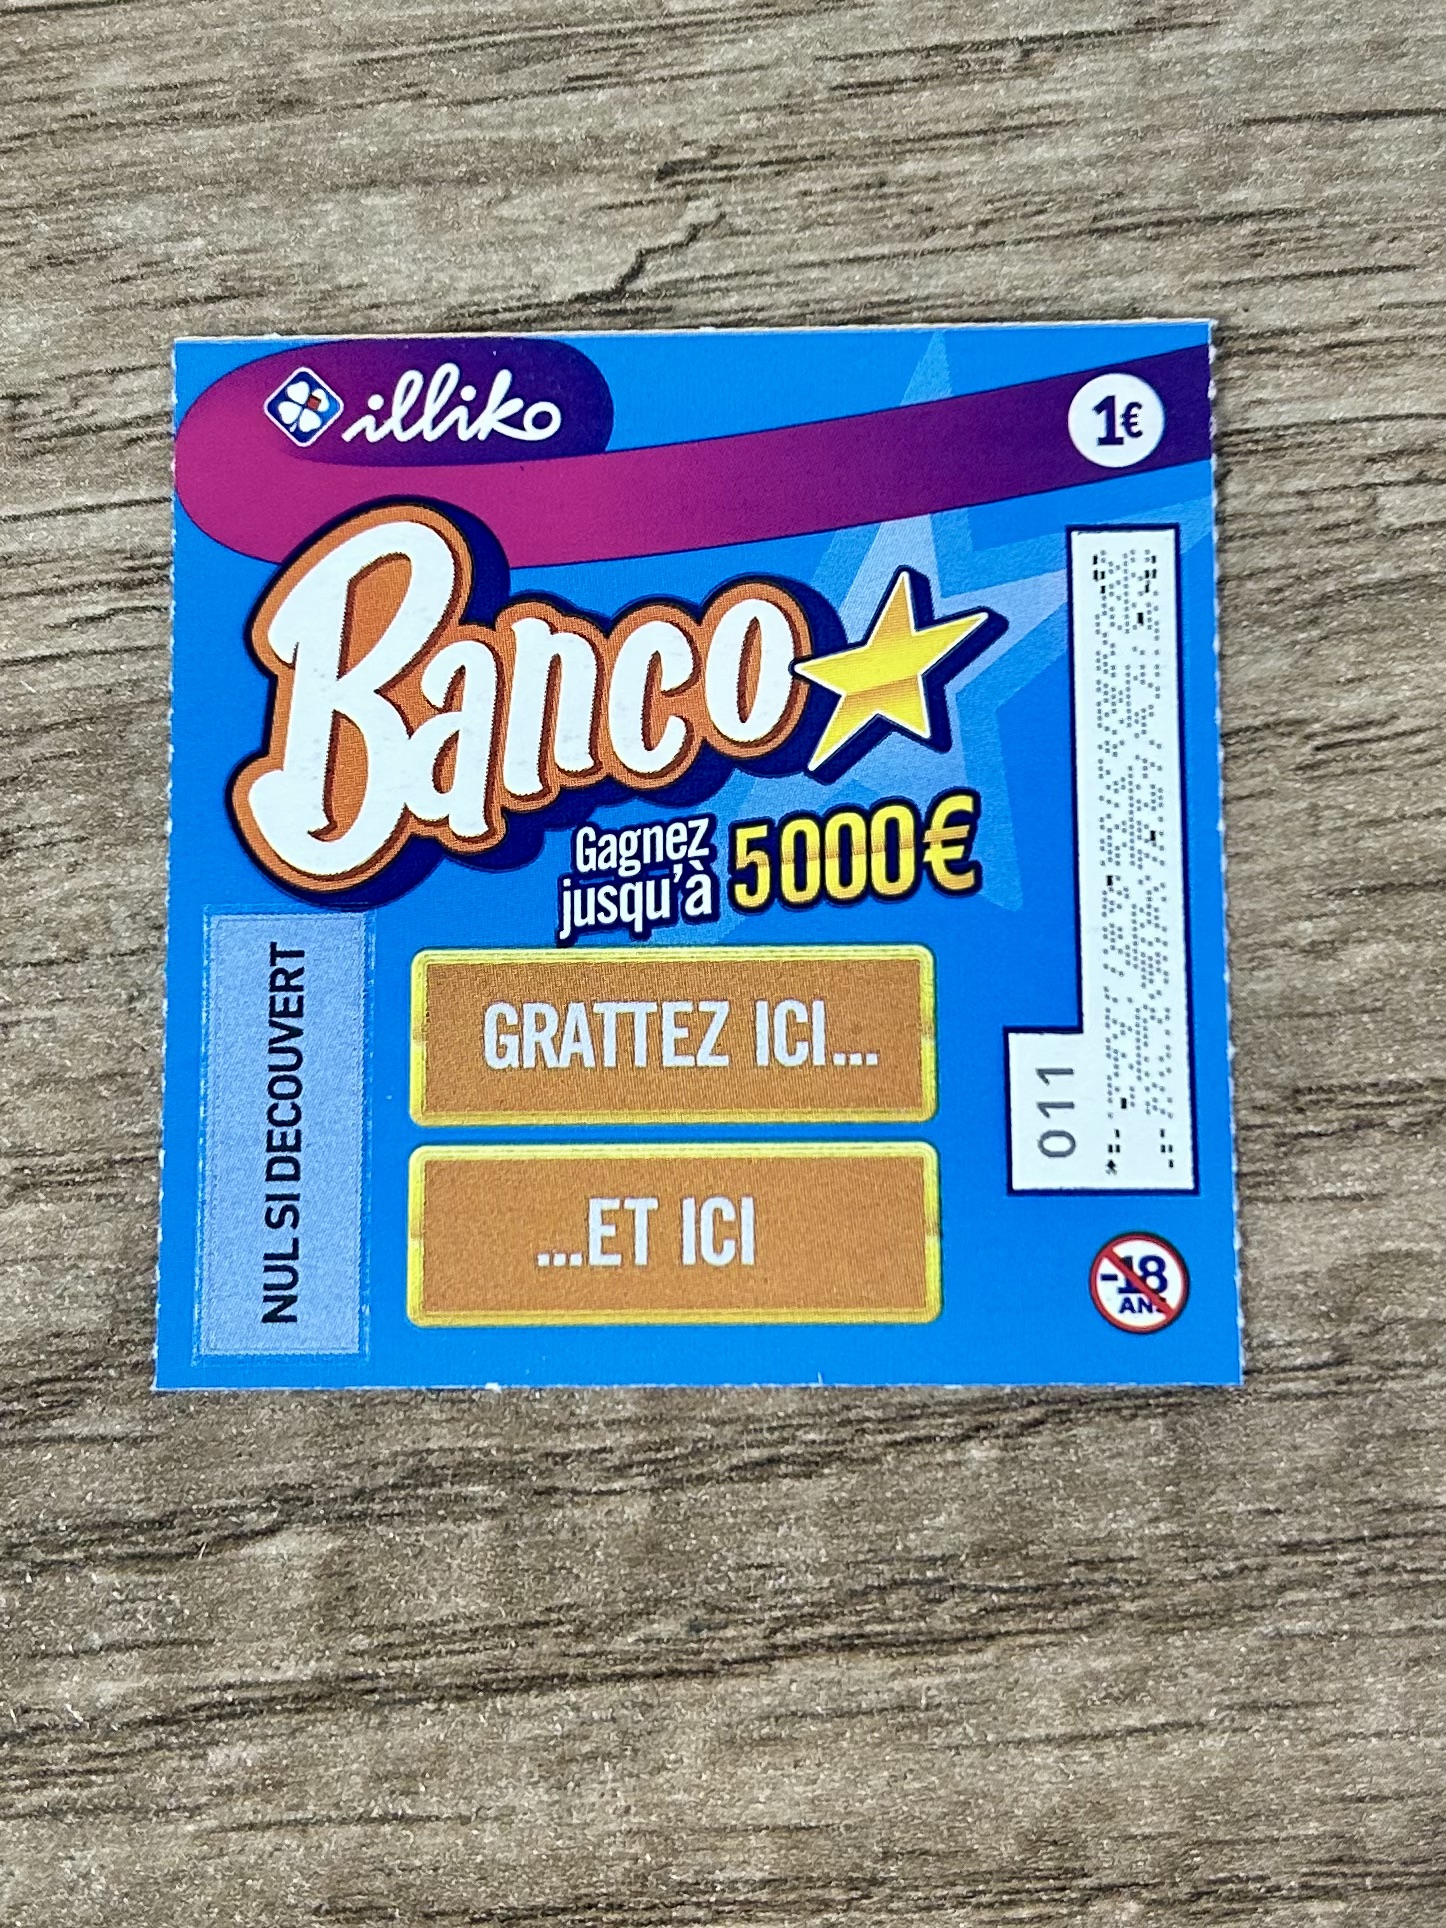 illiko
1€
Banco
Gagnez
jusqu'à
5000€
NUL SI DECOUVERT
GRATTEZ ICI...
...ET ICI
011
-18
ANS